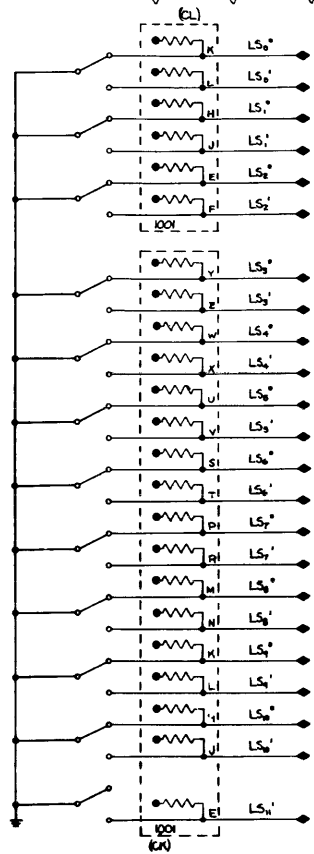 (CL)
K LS₀°
L LS₀'
H LS₁°
J LS₁'
E LS₂°
F LS₂'
1001
Y LS₃°
Z LS₃'
W LS₄°
X LS₄'
U LS₅°
V LS₅'
S LS₆°
T LS₆'
P LS₇°
R LS₇'
M LS₈°
N LS₈'
K LS₉°
L LS₉'
LS₁₀°
J LS₁₀'
E LS₁₁'
1001
(CK)